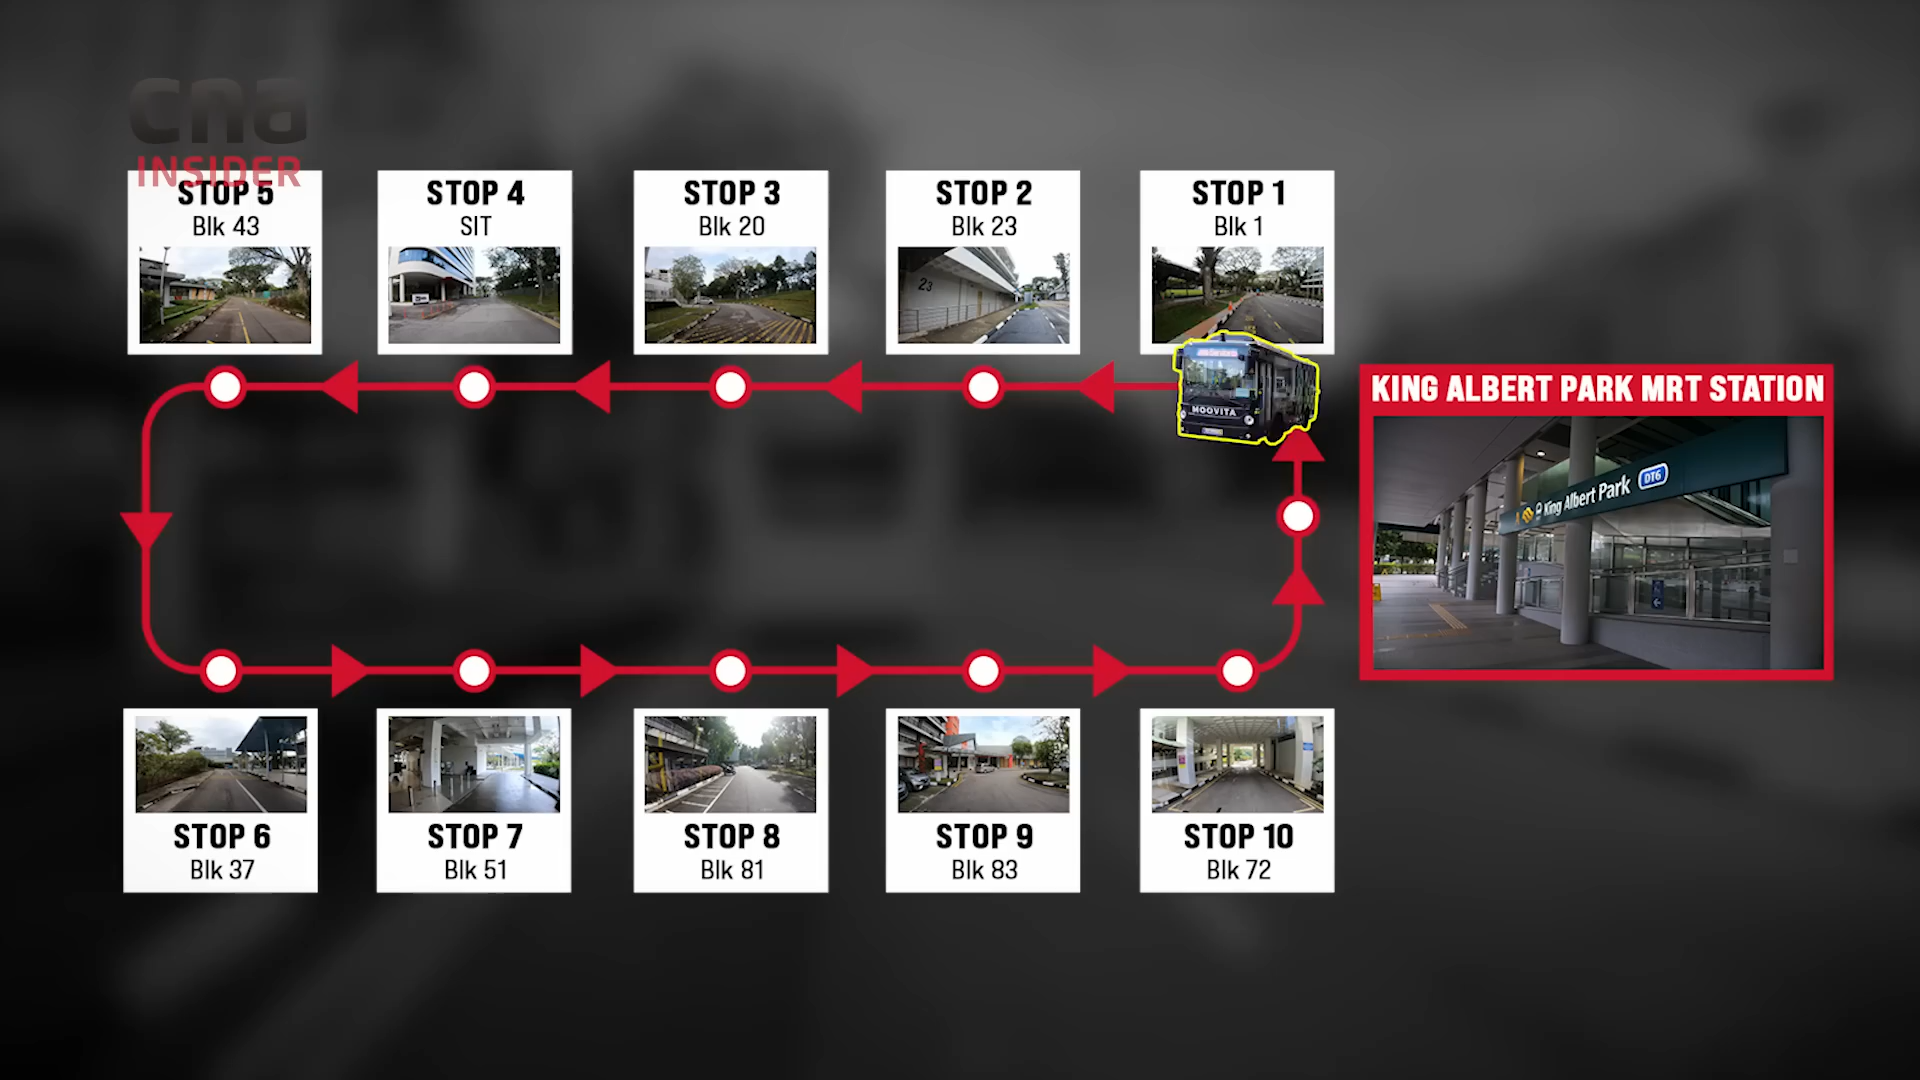 cna
INSIDER
STOP 5
Blk 43
STOP 4
SIT
STOP 3
Blk 20
STOP 2
Blk 23
23
STOP 1
Blk 1
MOOVITA
KING ALBERT PARK MRT STATION
King Albert Park DT6
STOP 6
Blk 37
STOP 7
Blk 51
STOP 8
Blk 81
STOP 9
Blk 83
STOP 10
Blk 72